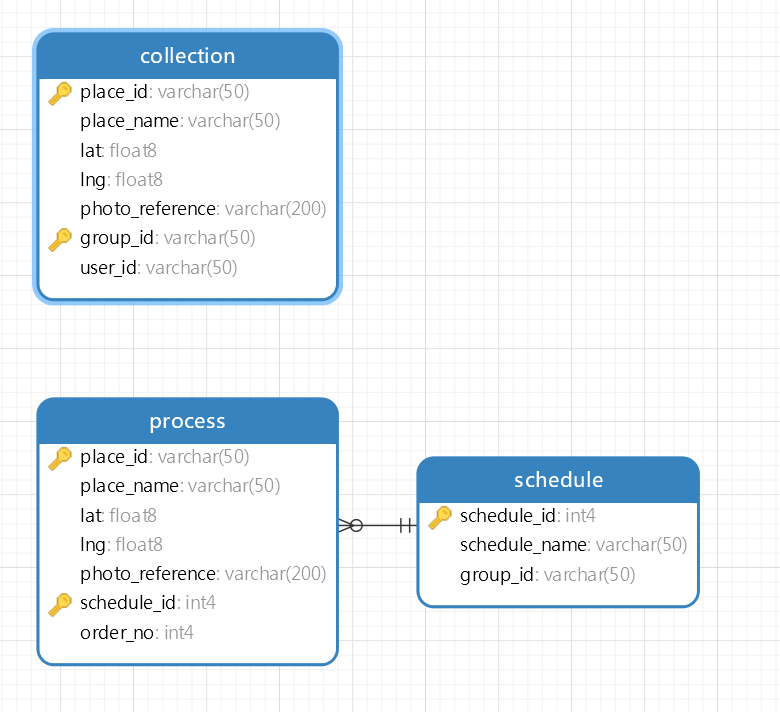 collection
place_id: varchar(50)
place_name: varchar(50)
lat: float8
lng: float8
photo_reference: varchar(200)
group_id: varchar(50)
user_id: varchar(50)
process
place_id: varchar(50)
place_name: varchar(50)
lat: float8
lng: float8
photo_reference: varchar(200)
schedule_id: int4
order_no: int4
schedule
schedule_id: int4
schedule_name: varchar(50)
group_id: varchar(50)